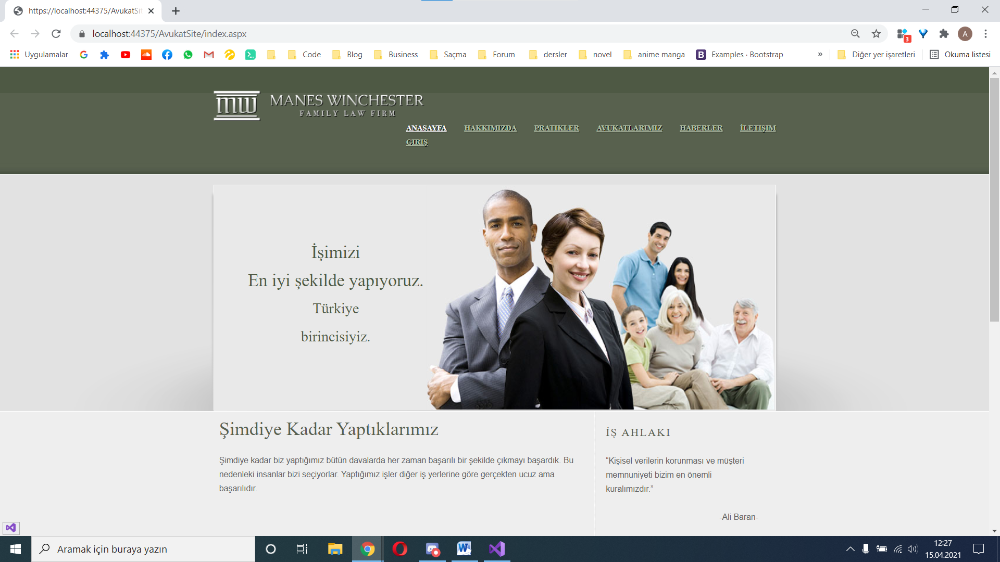 https://localhost:44375/AvukatSit
localhost:44375/AvukatSite/index.aspx
3
A
Uygulamalar
Code
Blog
Business
Saçma
Forum
dersler
novel
anime manga
B
Examples · Bootstrap
»
Diğer yer işaretleri
Okuma listesi
mw
MANES WINCHESTER
FAMILY LAW FIRM
ANASAYFA HAKKIMIZDA PRATIKLER AVUKATLARIMIZ HABERLER İLETIŞIM
GIRIŞ
İşimizi
En iyi şekilde yapıyoruz.
Türkiye
birincisiyiz.
Şimdiye Kadar Yaptıklarımız
Şimdiye kadar biz yaptığımız bütün davalarda her zaman başarılı bir şekilde çıkmayı başardık. Bu
nedenleki insanlar bizi seçiyorlar. Yaptığımız işler diğer iş yerlerine göre gerçekten ucuz ama
başarılıdır.
İŞ AHLAKI
“Kişisel verilerin korunması ve müşteri
memnuniyeti bizim en önemli
kuralımızdır.”
-Ali Baran-
Aramak için buraya yazın
12:27
15.04.2021